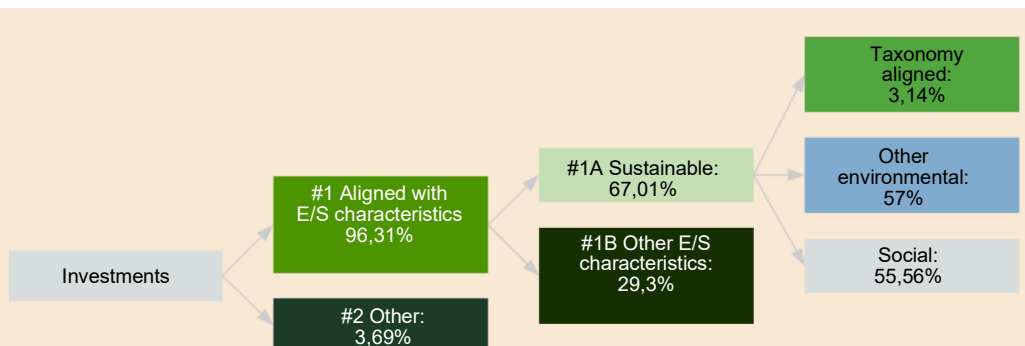 Investments
#1 Aligned with
E/S characteristics
96,31%
#2 Other:
3,69%
#1A Sustainable:
67,01%
#1B Other E/S
characteristics:
29,3%
Taxonomy
aligned:
3,14%
Other
environmental:
57%
Social:
55,56%